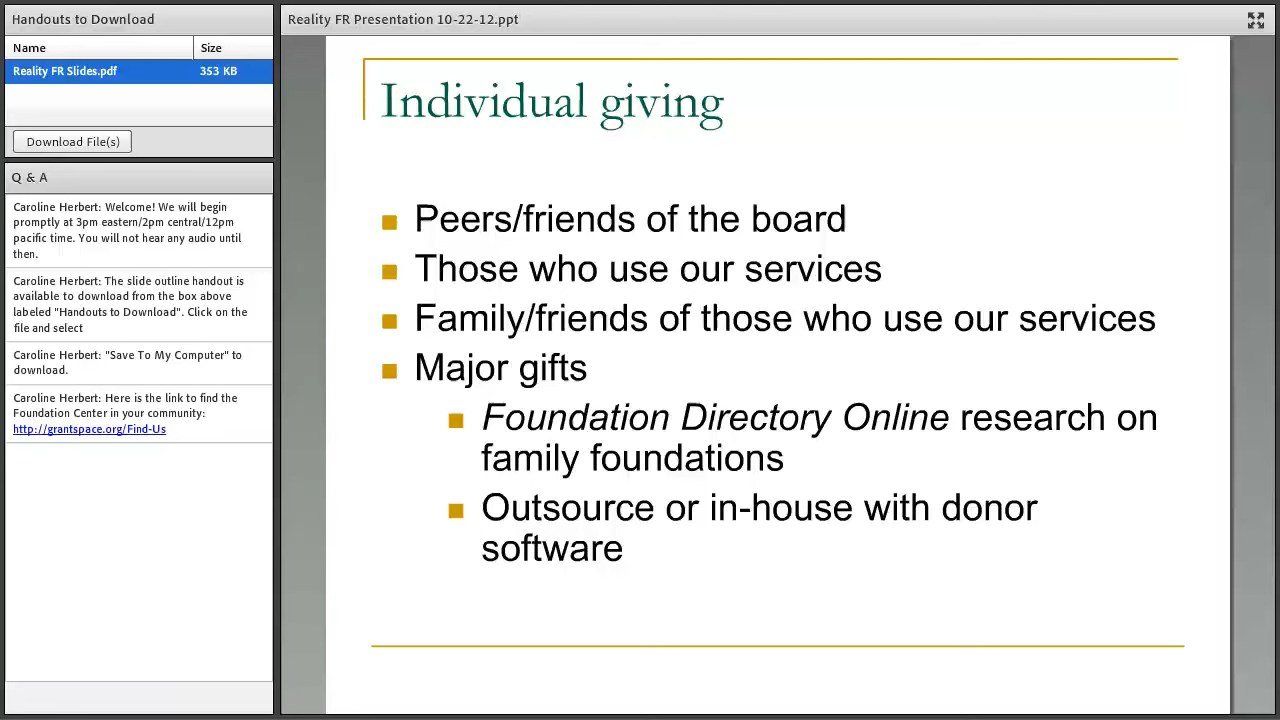 Handouts to Download
Name Size
Reality FR Slides.pdf 353 KB
Download File(s)
Q & A
Caroline Herbert: Welcome! We will begin
promptly at 3pm eastern/2pm central/12pm
pacific time. You will not hear any audio until
then.
Caroline Herbert: The slide outline handout is
available to download from the box above
labeled "Handouts to Download". Click on the
file and select
Caroline Herbert: "Save To My Computer" to
download.
Caroline Herbert: Here is the link to find the
Foundation Center in your community:
http://grantspace.org/Find-Us
Reality FR Presentation 10-22-12.ppt
Individual giving
Peers/friends of the board
Those who use our services
Family/friends of those who use our services
Major gifts
Foundation Directory Online research on
family foundations
Outsource or in-house with donor
software